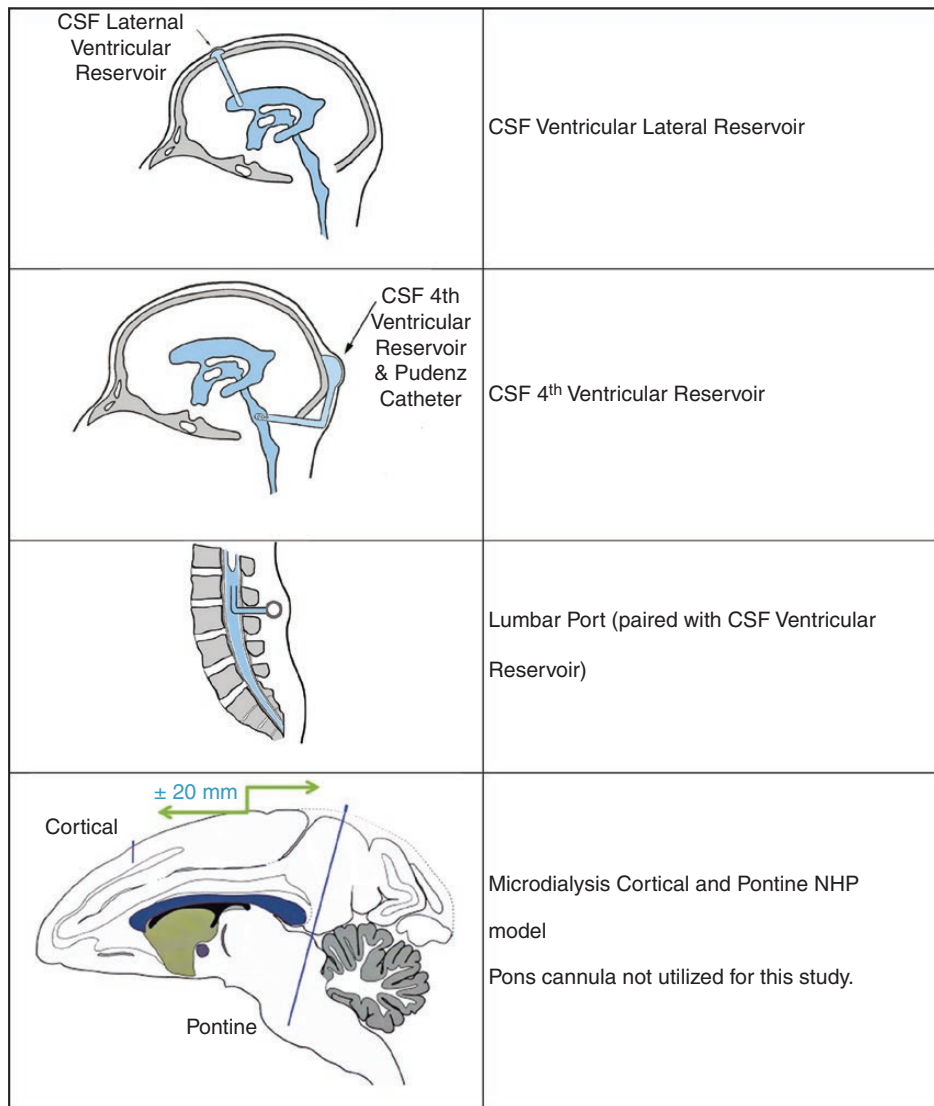 CSF Laternal
Ventricular
Reservoir
CSF Ventricular Lateral Reservoir
CSF 4th
Ventricular
Reservoir
& Pudenz
Catheter
CSF 4th Ventricular Reservoir
Lumbar Port (paired with CSF Ventricular
Reservoir)
± 20 mm
Cortical
Pontine
Microdialysis Cortical and Pontine NHP
model
Pons cannula not utilized for this study.